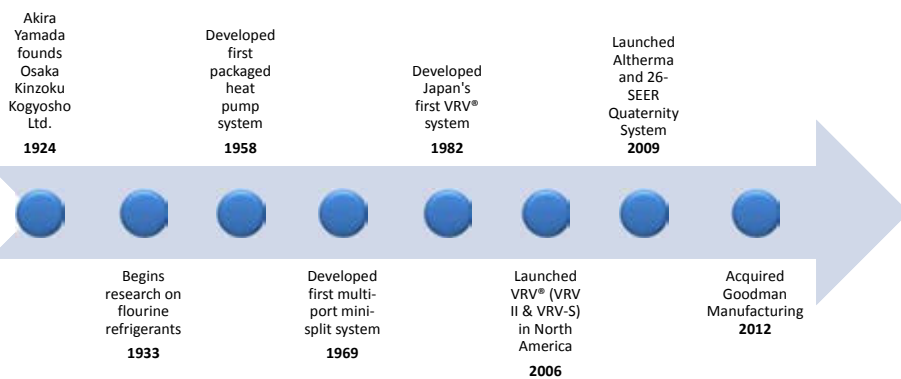 Akira
Yamada
founds
Osaka
Kinzoku
Kogyosho
Ltd.
1924
Begins
research on
flourine
refrigerants
1933
Developed
first
packaged
heat
pump
system
1958
Developed
first multi-
port mini-
split system
1969
Developed
Japan's
first VRV®
system
1982
Launched
VRV® (VRV
II & VRV-S)
in North
America
2006
Launched
Altherma
and 26-
SEER
Quaternity
System
2009
Acquired
Goodman
Manufacturing
2012